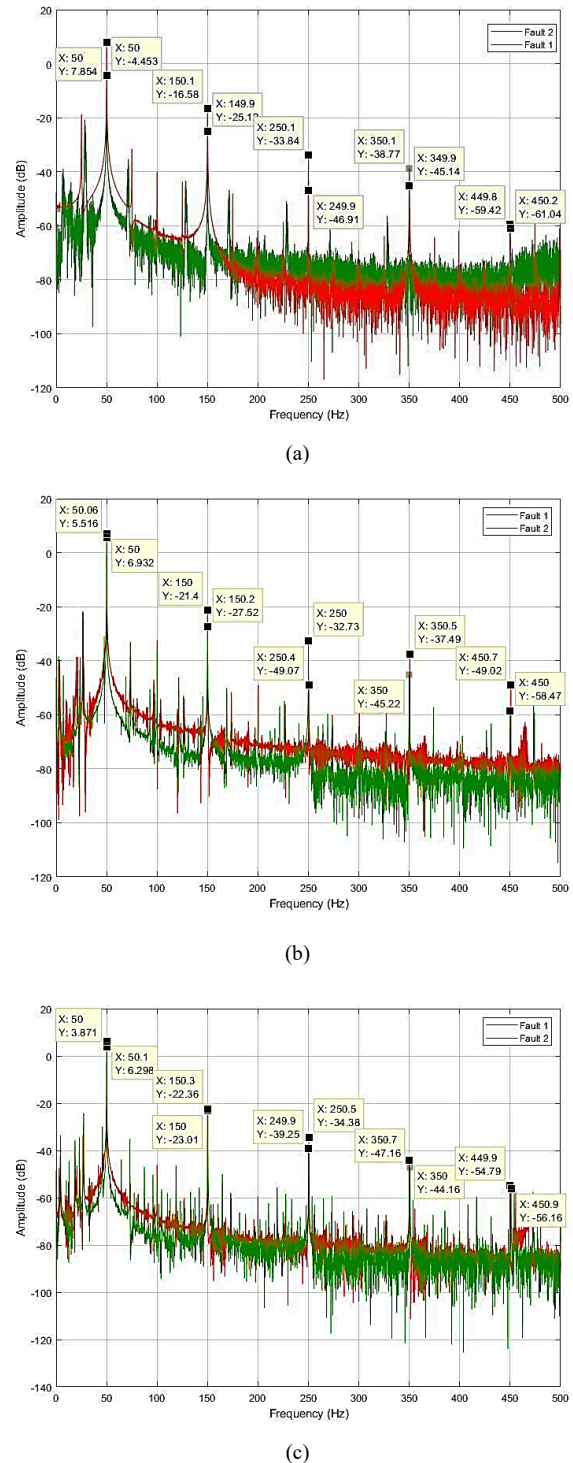 20
0
-20
-40
-60
-80
-100
-120
Amplitude (dB)
X: 50
Y: 7.854
X: 50
Y: -4.453
X: 150.1
Y: -16.58
X: 149.9
X: 250.1
Y: -33.84
X: 249.9
Y: -46.91
X: 350.1
Y: -38.77
X: 349.9
Y: -45.14
X: 449.8
Y: -59.42
X: 450.2
Y: -61.04
Fault 2
Fault 1
0 50 100 150 200 250 300 350 400 450 500
Frequency (Hz)
(a)
20
0
-20
-40
-60
-80
-100
-120
Amplitude (dB)
X: 50.06
Y: 5.516
X: 50
Y: 6.932
X: 150
Y: -21.4
X: 150.2
Y: -27.52
X: 250
Y: -32.73
X: 250.4
Y: -49.07
X: 350.5
Y: -37.49
X: 350
Y: -45.22
X: 450.7
Y: -49.02
X: 450
Y: -58.47
Fault 1
Fault 2
0 50 100 150 200 250 300 350 400 450 500
Frequency (Hz)
(b)
20
0
-20
-40
-60
-80
-100
-120
-140
Amplitude (dB)
X: 50
Y: 3.871
X: 50.1
Y: 6.298
X: 150.3
Y: -22.36
X: 150
Y: -23.01
X: 249.9
Y: -39.25
X: 250.5
Y: -34.38
X: 350.7
Y: -47.16
X: 350
Y: -44.16
X: 449.9
Y: -54.79
X: 450.9
Y: -56.16
Fault 1
Fault 2
0 50 100 150 200 250 300 350 400 450 500
Frequency (Hz)
(c)